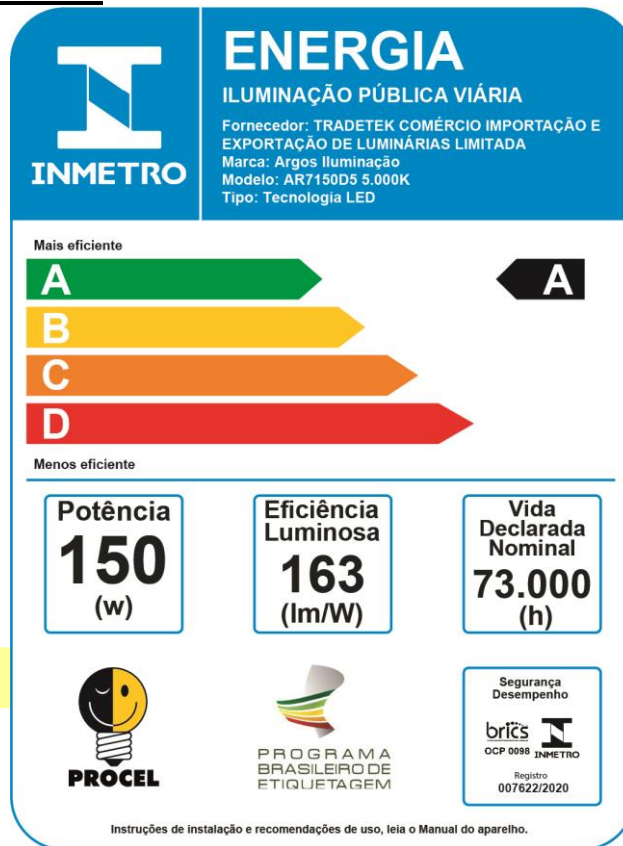 INMETRO
ENERGIA
ILUMINAÇÃO PÚBLICA VIÁRIA
Fornecedor: TRADETEK COMÉRCIO IMPORTAÇÃO E
EXPORTAÇÃO DE LUMINÁRIAS LIMITADA
Marca: Argos Iluminação
Modelo: AR7150D5 5.000K
Tipo: Tecnologia LED
Mais eficiente
A
A
B
C
D
Menos eficiente
Potência
150
(w)
Eficiência
Luminosa
163
(lm/W)
Vida
Declarada
Nominal
73.000
(h)
PROCEL
PROGRAMA
BRASILEIRO DE
ETIQUETAGEM
Segurança
Desempenho
brics
OCP 0098
INMETRO
Registro
007622/2020
Instruções de instalação e recomendações de uso, leia o Manual do aparelho.